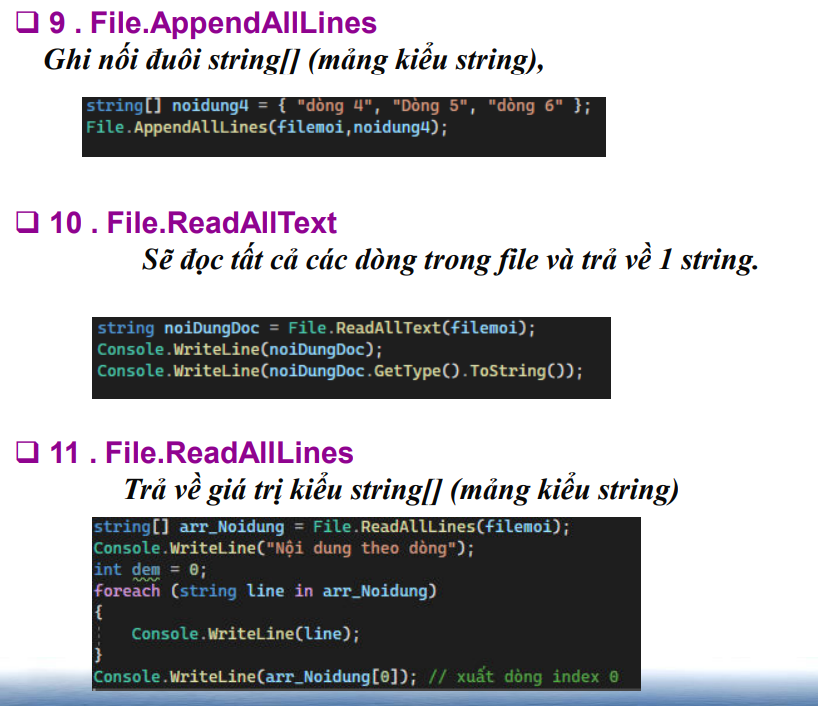 ❑ 9 . File.AppendAllLines
Ghi nối đuôi string[] (mảng kiểu string),
string[] noidung4 = { "dòng 4", "Dòng 5", "dòng 6" };
File.AppendAllLines(filemoi,noidung4);
❑ 10 . File.ReadAllText
Sẽ đọc tất cả các dòng trong file và trả về 1 string.
string noiDungDoc = File.ReadAllText(filemoi);
Console.WriteLine(noiDungDoc);
Console.WriteLine(noiDungDoc.GetType().ToString());
❑ 11 . File.ReadAllLines
Trả về giá trị kiểu string[] (mảng kiểu string)
string[] arr_Noidung = File.ReadAllLines(filemoi);
Console.WriteLine("Nội dung theo dòng");
int dem = 0;
foreach (string line in arr_Noidung)
{
    Console.WriteLine(line);
}
Console.WriteLine(arr_Noidung[0]); // xuất dòng index 0